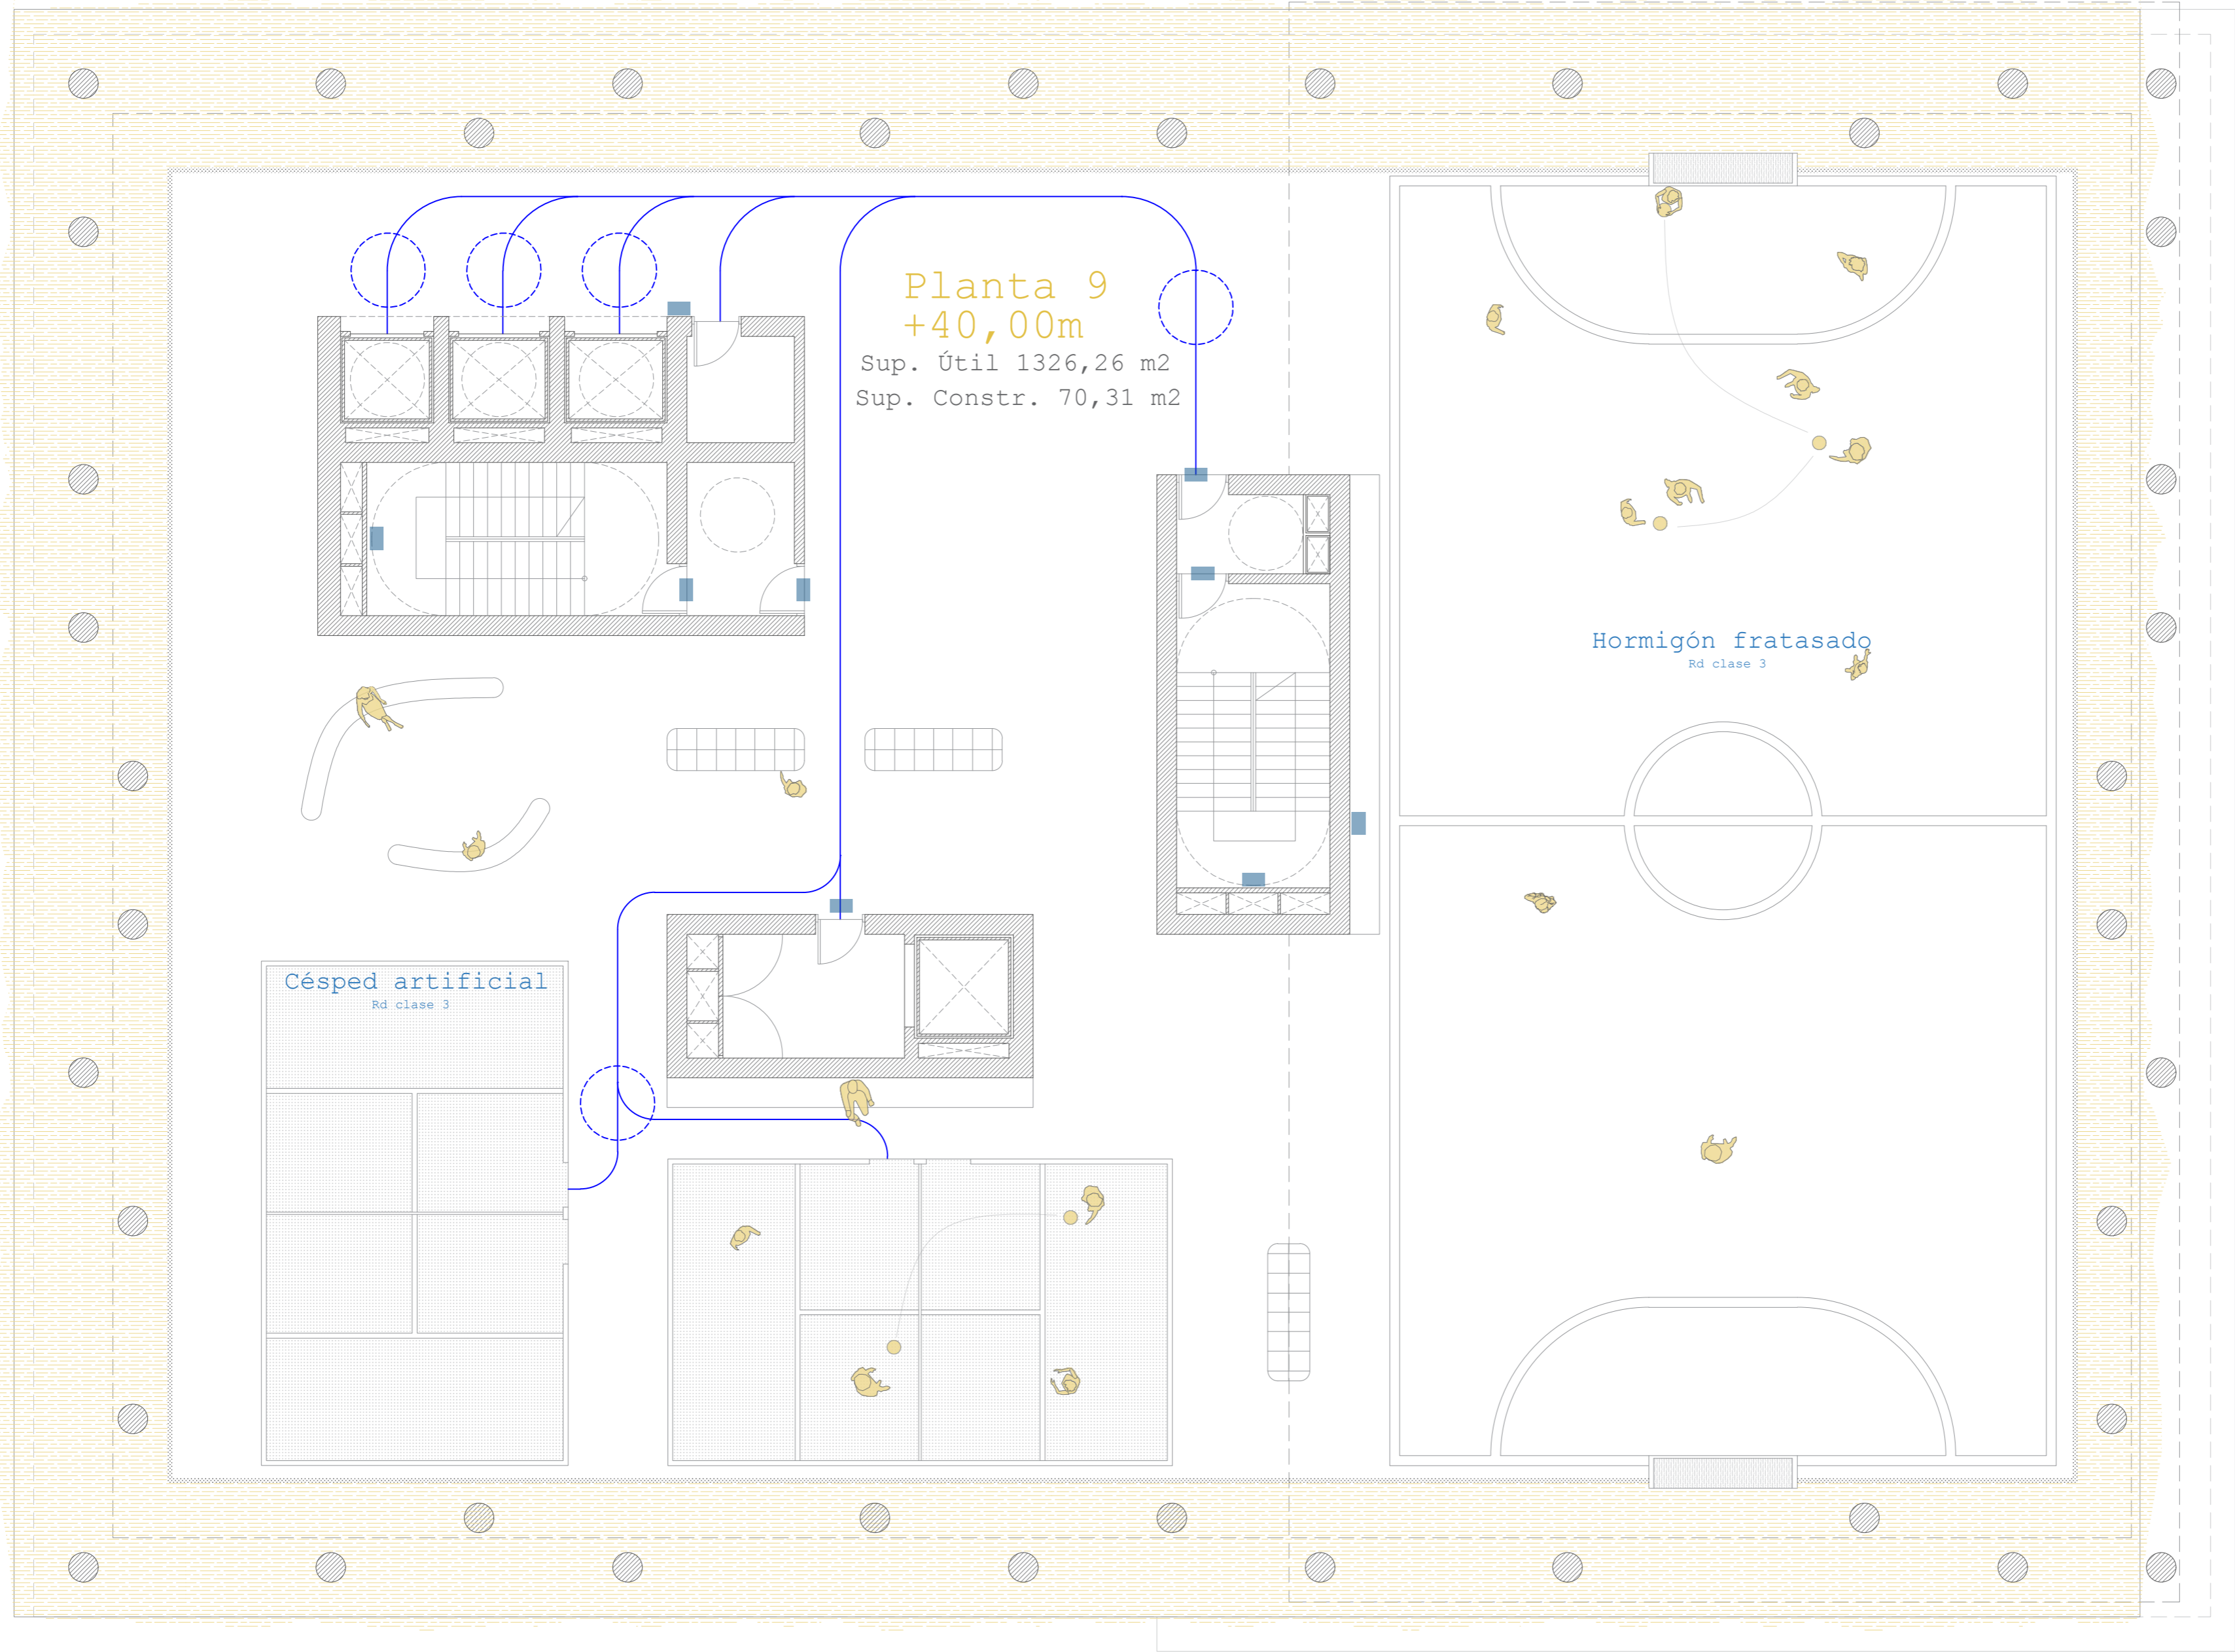 Planta 9
+40,00m
Sup. Útil 1326,26 m2
Sup. Constr. 70,31 m2
Hormigón fratasado
Rd clase 3
Césped artificial
Rd clase 3